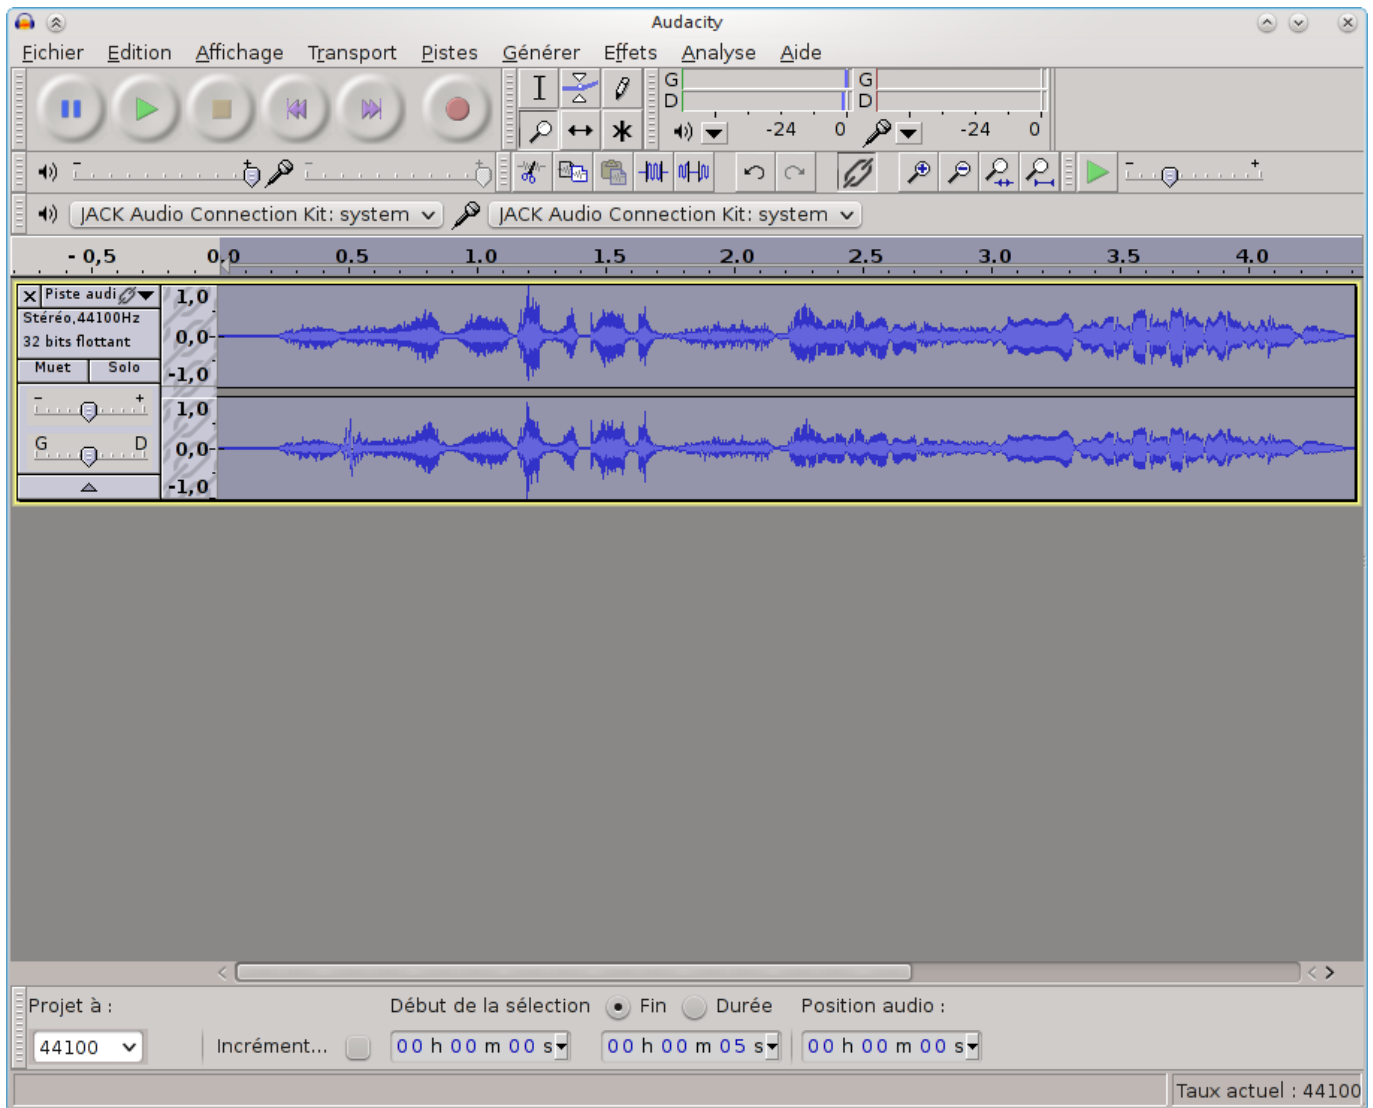 Audacity
Fichier Edition Affichage Transport Pistes Générer Effets Analyse Aide
G G
D D
-24 0 -24 0
JACK Audio Connection Kit: system JACK Audio Connection Kit: system
- 0,5 0,0 0.5 1.0 1.5 2.0 2.5 3.0 3.5 4.0
Piste audi 1,0
Stéréo,44100Hz
32 bits flottant 0,0
Muet Solo -1,0
- +
1,0
G D 0,0
-1,0
Projet à : Début de la sélection Fin Durée Position audio :
44100 Incrément... 00 h 00 m 00 s 00 h 00 m 05 s 00 h 00 m 00 s
Taux actuel : 44100